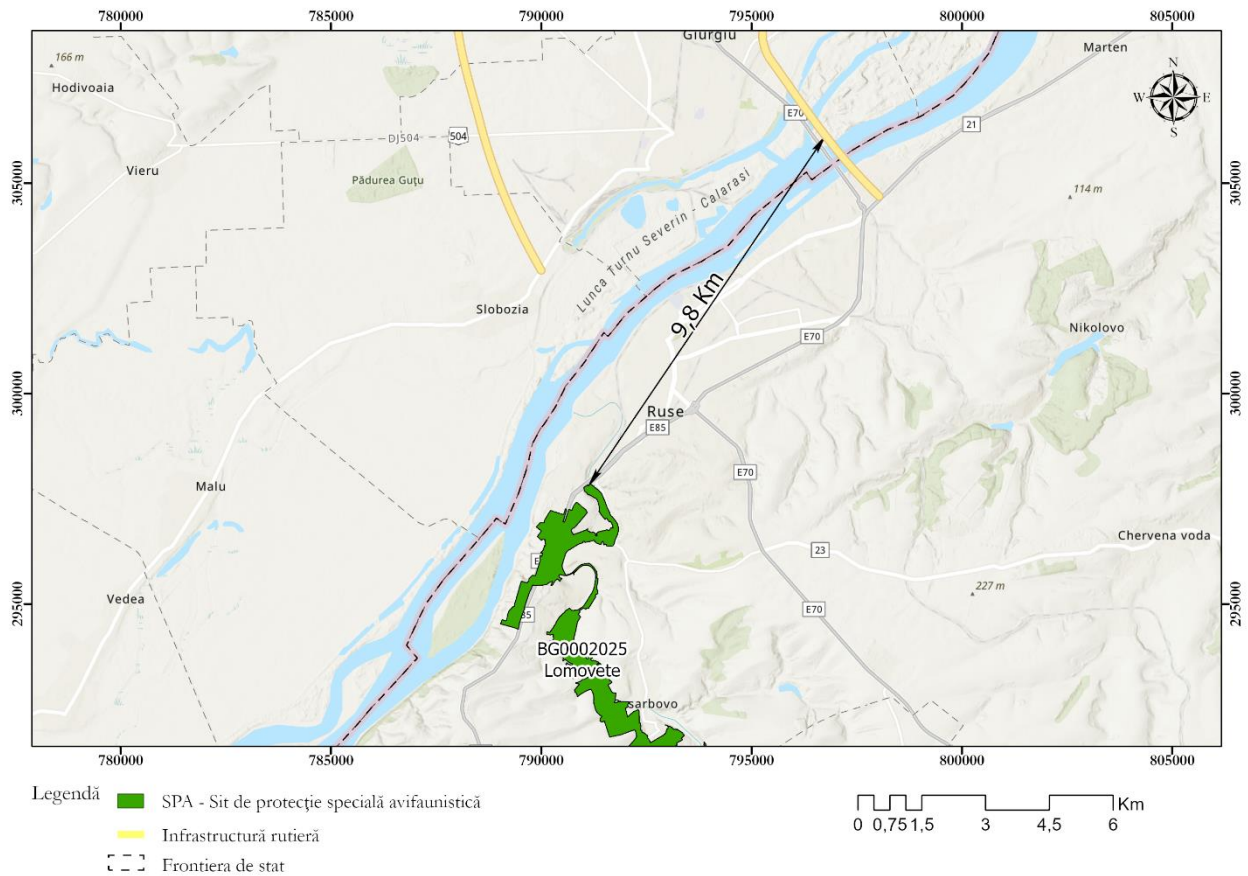 780000
785000
790000
795000
800000
805000
166 m
Hodivoaia
Giurgiu
Marten
N
W
E
S
E70
21
DJ504
504
Vieru
Pădurea Guțu
305000
305000
114 m
Lunca Turnu Severin - Calarasi
Slobozia
9,8 Km
E70
Nikolovo
300000
300000
Ruse
E85
E70
Malu
Chervena voda
23
227 m
Vedea
295000
295000
E70
BG0002025
Lomovete
sarbovo
780000
785000
790000
795000
800000
805000
Legendă
SPA - Sit de protecție specială avifaunistică
Infrastructură rutieră
Frontiera de stat
Km
0 0,75 1,5 3 4,5 6